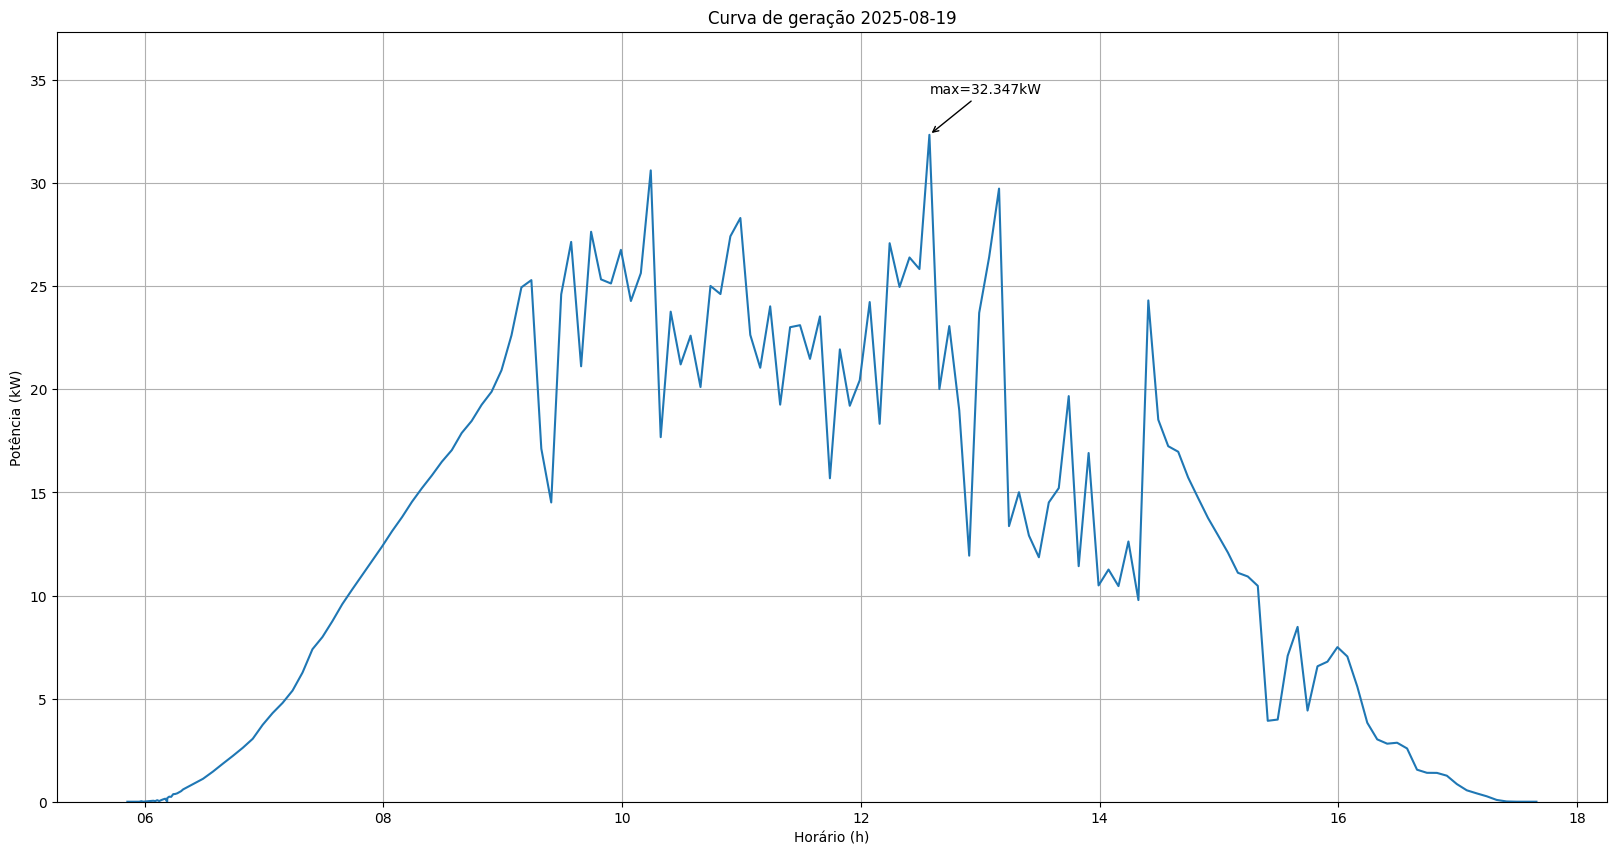 Curva de geração 2025-08-19
max=32.347kW
Potência (kW)
35
30
25
20
15
10
5
0
06 08 10 12 14 16 18
Horário (h)